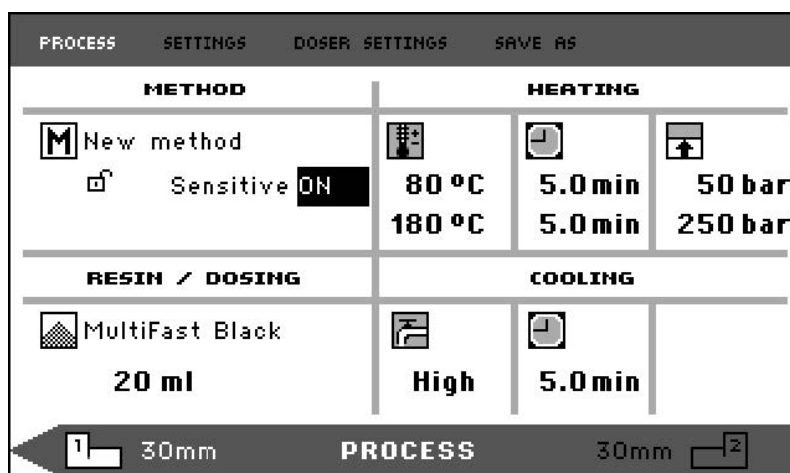 PROCESS SETTINGS DOSER SETTINGS SAVE AS
METHOD HEATING
M New method
Sensitive ON 80 ºC 5.0 min 50 bar
180 ºC 5.0 min 250 bar
RESIN / DOSING COOLING
MultiFast Black
20 ml High 5.0 min
1 30mm PROCESS 30mm 2